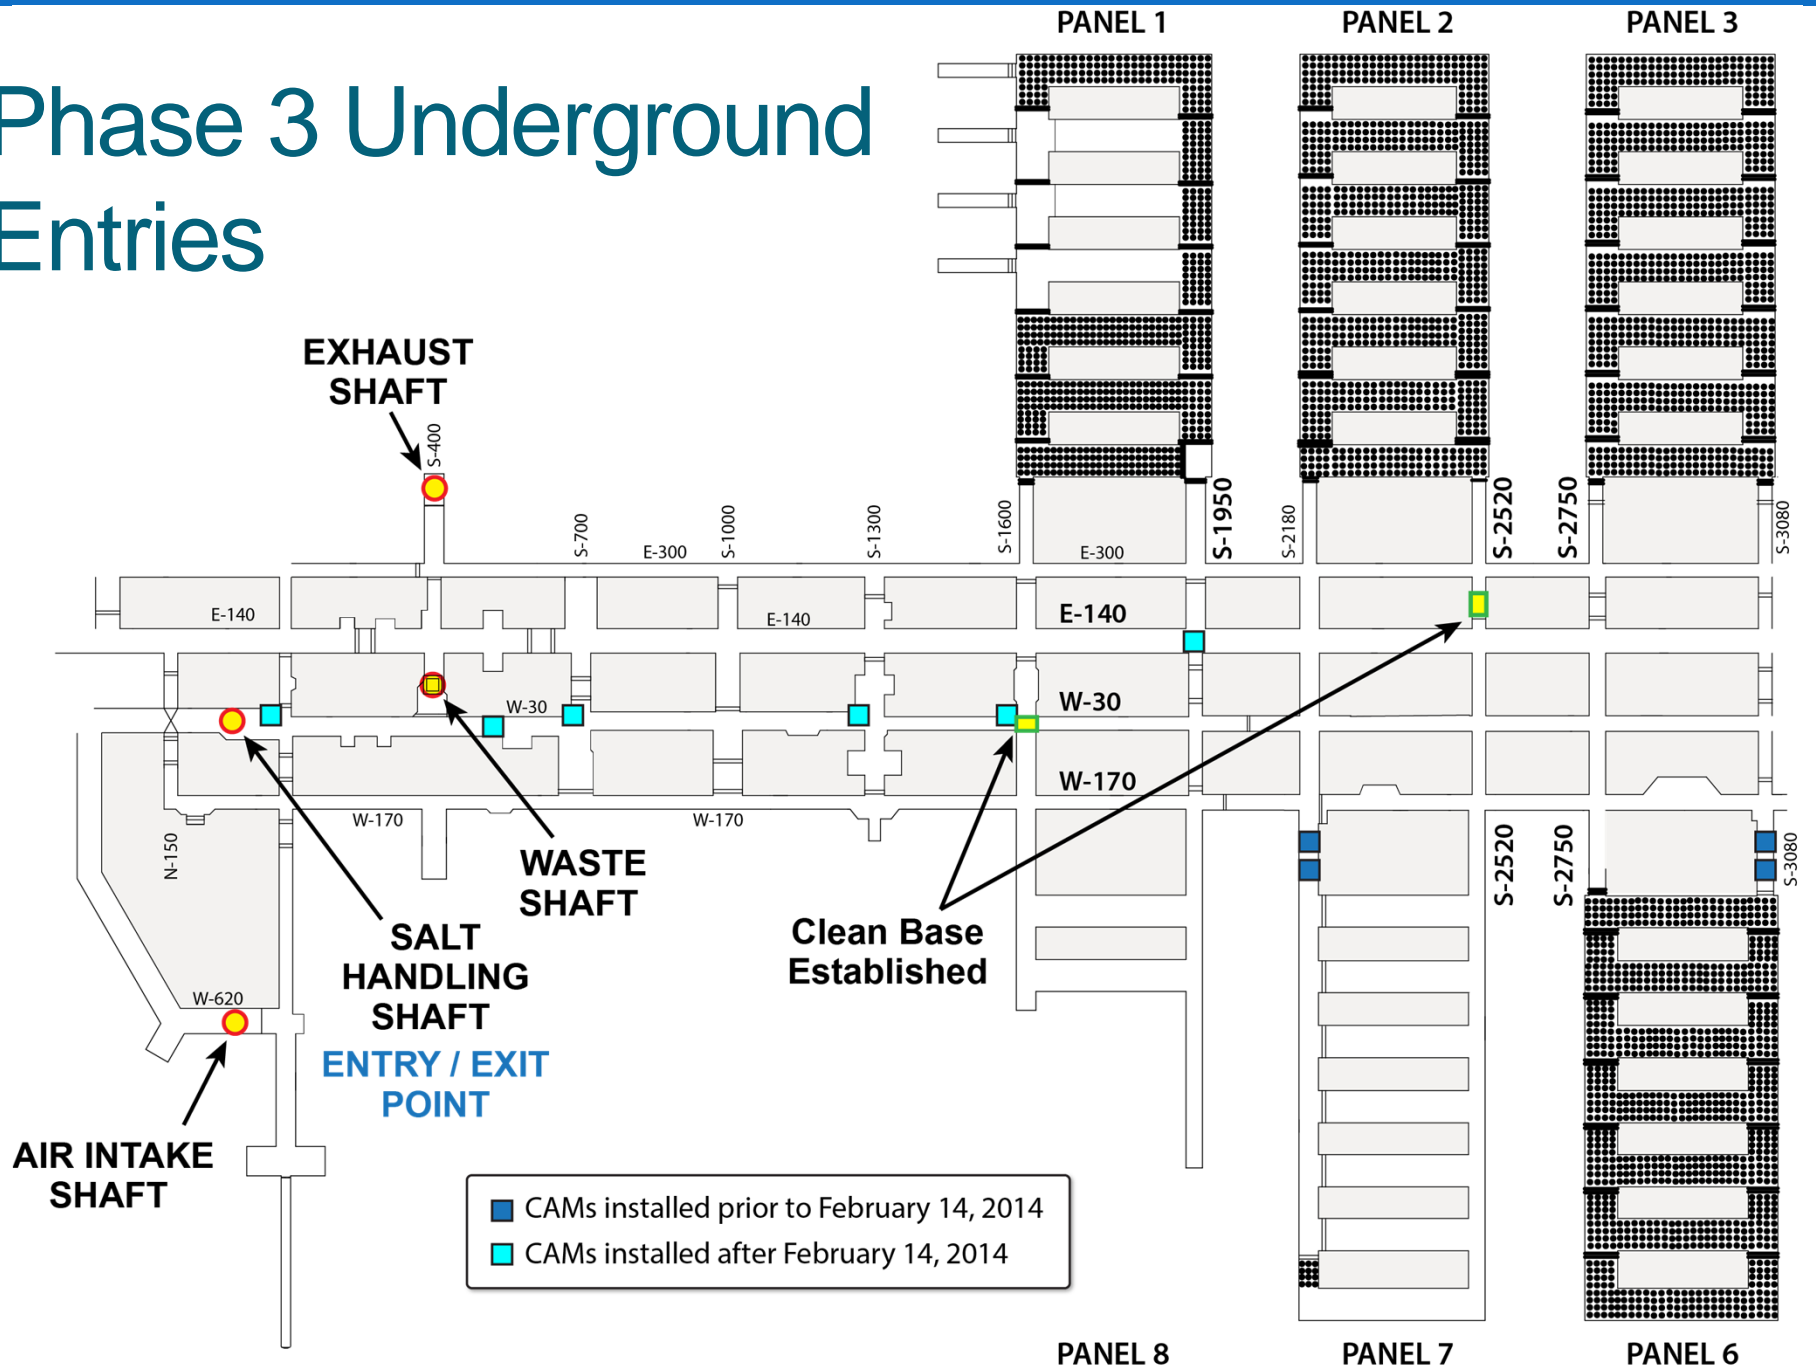 PANEL 1
PANEL 2
PANEL 3
Phase 3 Underground
Entries
EXHAUST
SHAFT
S-400
S-700
E-300
S-1000
S-1300
S-1600
E-300
S-1950
S-2180
S-2520
S-2750
S-3080
E-140
E-140
E-140
W-30
W-30
W-170
W-170
W-170
N-150
WASTE
SHAFT
SALT
HANDLING
SHAFT
ENTRY / EXIT
POINT
Clean Base
Established
S-2520
S-2750
S-3080
W-620
AIR INTAKE
SHAFT
CAMs installed prior to February 14, 2014
CAMs installed after February 14, 2014
PANEL 8
PANEL 7
PANEL 6